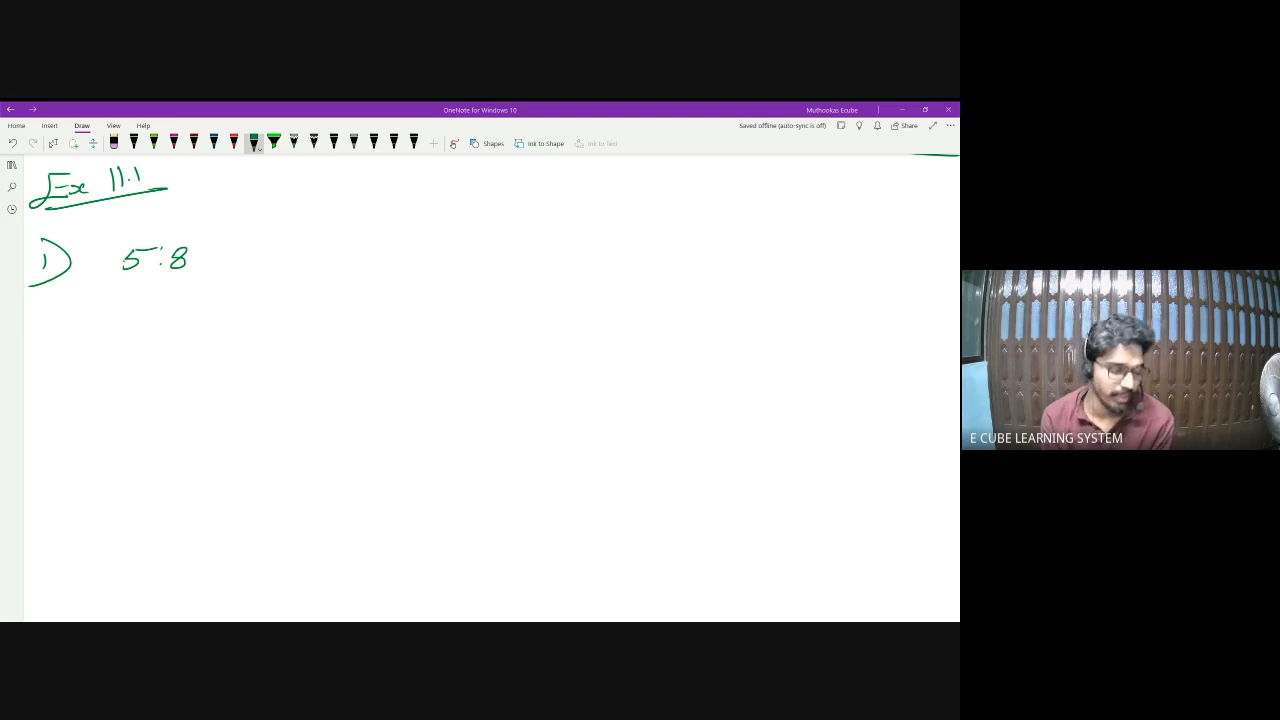 OneNote for Windows 10
Muthookas Ecube
Home Insert Draw View Help
Saved offline (auto-sync is off)
Share
Shapes
Ink to Shape
Ink to Text
Ex 11.1
1) 5:8
E CUBE LEARNING SYSTEM